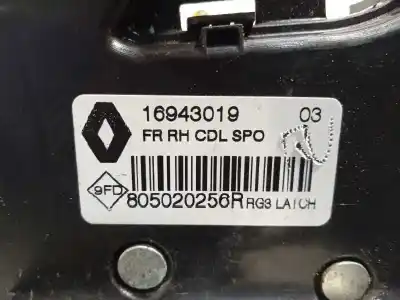 16943019 03
FR RH CDL SPO
9FD
805020256R RG3 LATCH